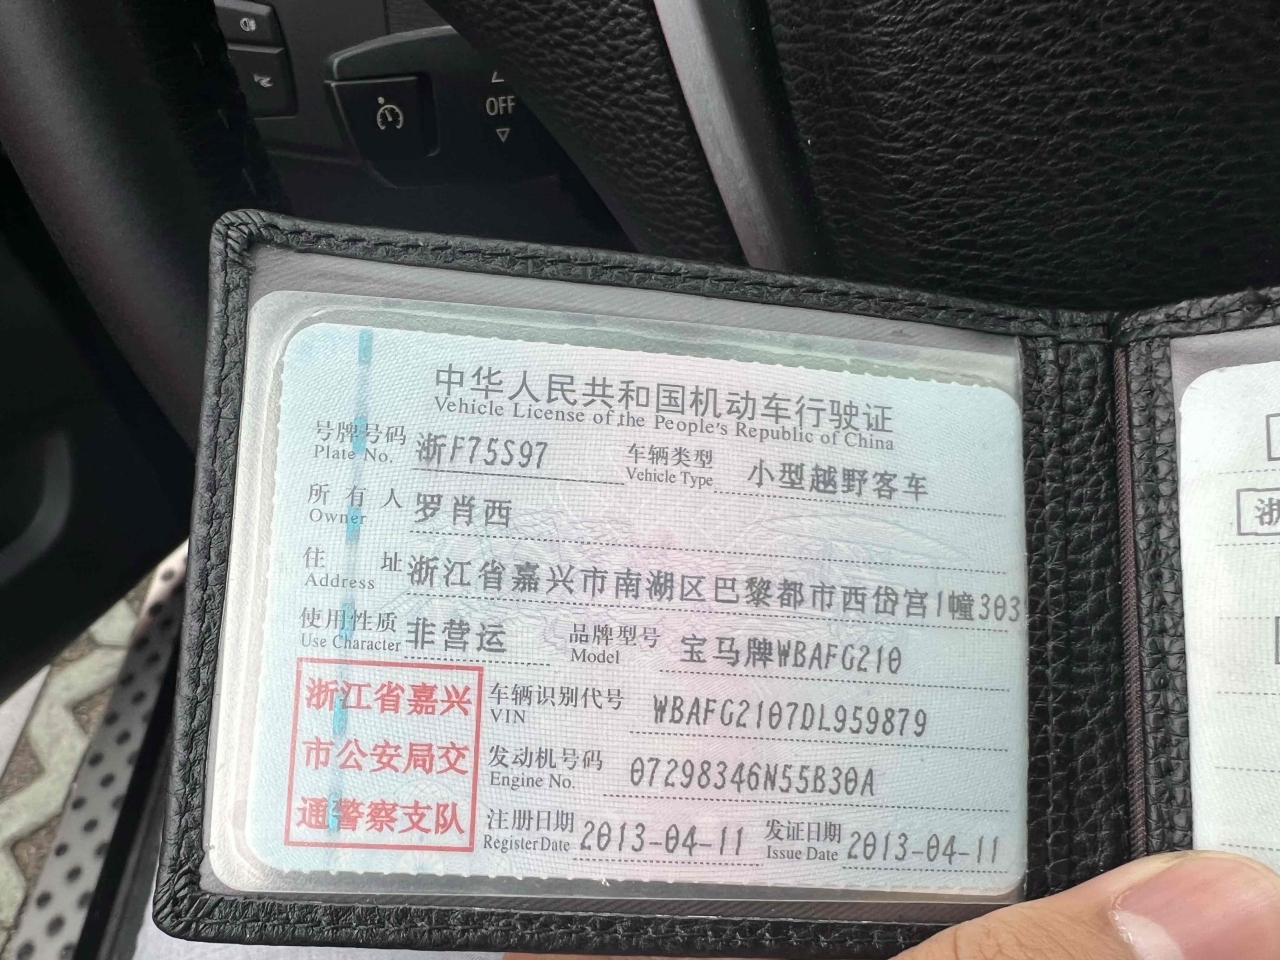 OFF
中华人民共和国机动车行驶证
Vehicle License of the People's Republic of China
号牌号码 浙F75S97 车辆类型 小型越野客车
Plate No. Vehicle Type
所有人 罗肖西
Owner
住址 浙江省嘉兴市南湖区巴黎都市西岱宫1幢303
Address
使用性质 非营运 品牌型号 宝马牌WBAFG210
Use Character Model
浙江省嘉兴
市公安局交
通警察支队
车辆识别代号 WBAFG2107DL959879
VIN
发动机号码 07298346N55B30A
Engine No.
注册日期 2013-04-11 发证日期 2013-04-11
Register Date Issue Date
浙